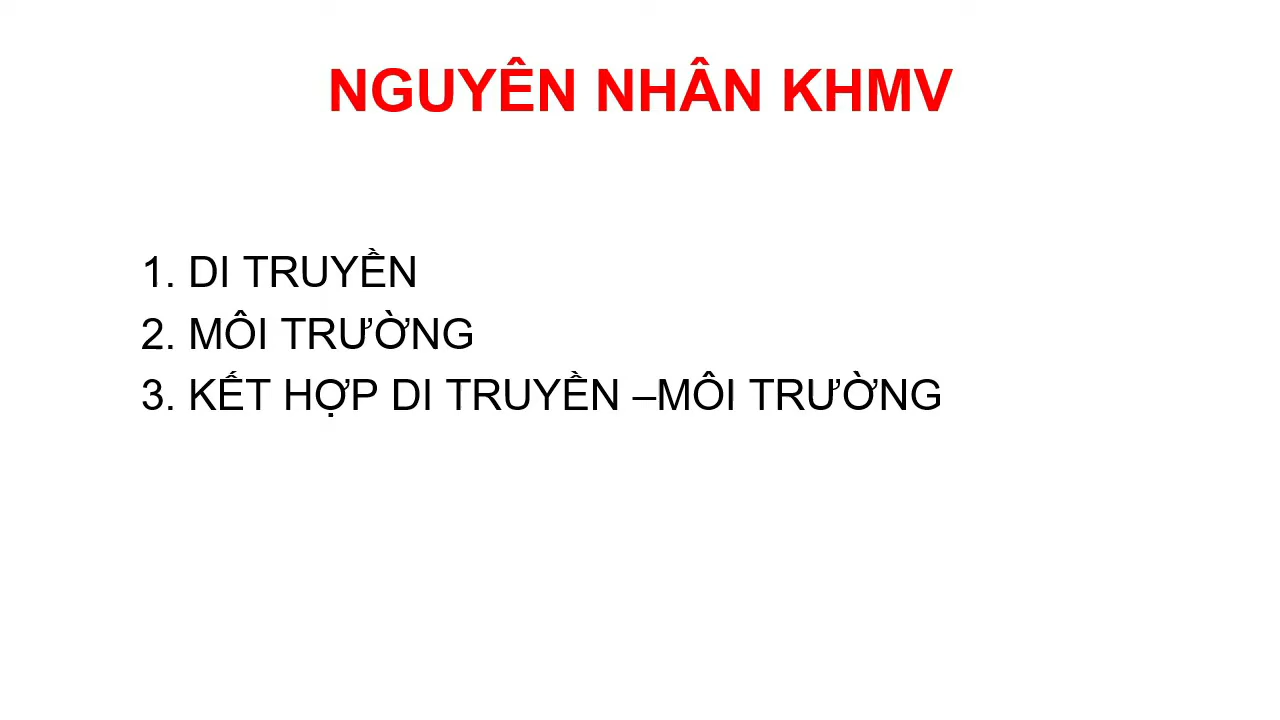 NGUYÊN NHÂN KHMV
1. DI TRUYỀN
2. MÔI TRƯỜNG
3. KẾT HỢP DI TRUYỀN –MÔI TRƯỜNG